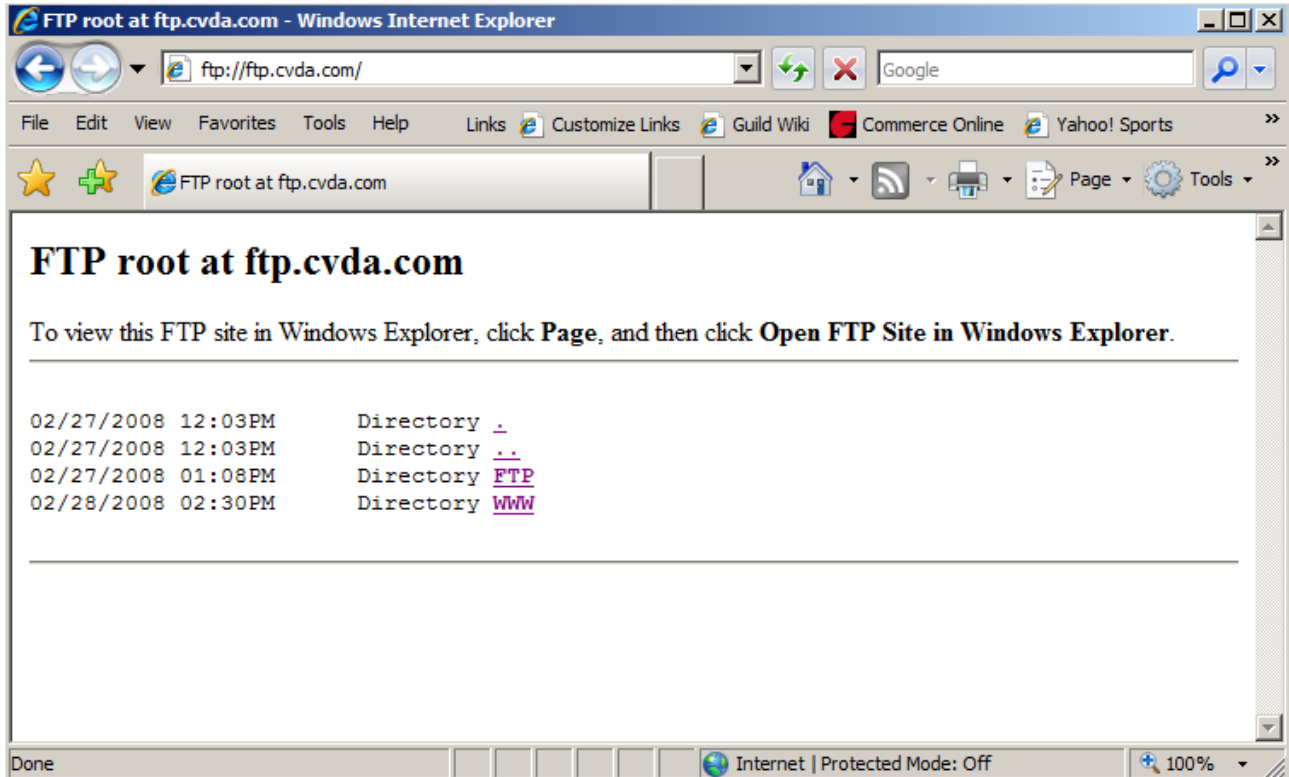 FTP root at ftp.cvda.com - Windows Internet Explorer
ftp://ftp.cvda.com/
Google
File Edit View Favorites Tools Help Links Customize Links Guild Wiki Commerce Online Yahoo! Sports »
FTP root at ftp.cvda.com Page Tools »
FTP root at ftp.cvda.com
To view this FTP site in Windows Explorer, click Page, and then click Open FTP Site in Windows Explorer.
02/27/2008 12:03PM Directory .
02/27/2008 12:03PM Directory ..
02/27/2008 01:08PM Directory FTP
02/28/2008 02:30PM Directory WWW
Done Internet | Protected Mode: Off 100%